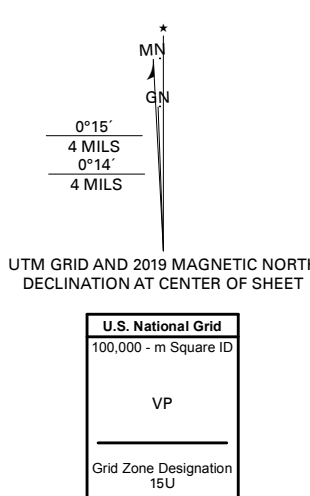 ★
MN
GN
0°15´
4 MILS
0°14´
4 MILS
UTM GRID AND 2019 MAGNETIC NORTH
DECLINATION AT CENTER OF SHEET
U.S. National Grid
100,000 - m Square ID
VP
Grid Zone Designation
15U